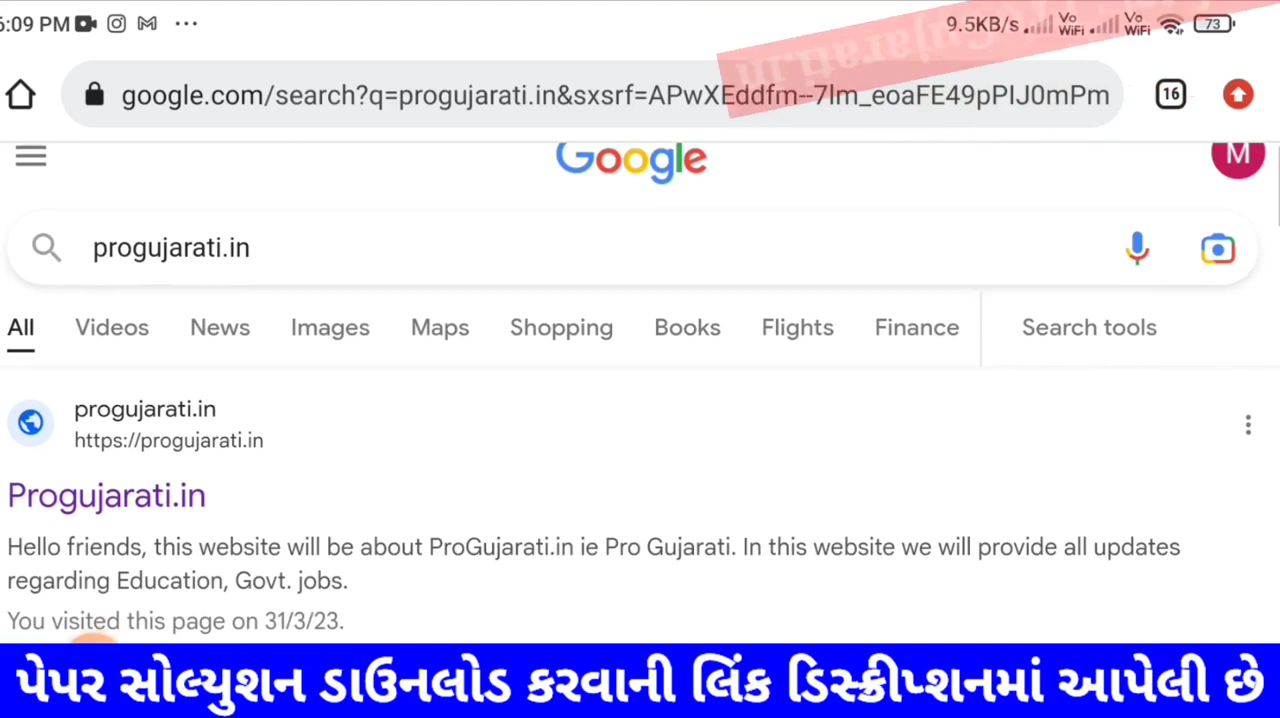 6:09 PM
9.5KB/s Vo WiFi Vo WiFi 73
google.com/search?q=progujarati.in&sxsrf=APwXEddfm--7lm_eoaFE49pPIJ0mPm
16
Google
M
progujarati.in
All Videos News Images Maps Shopping Books Flights Finance Search tools
progujarati.in
https://progujarati.in
Progujarati.in
Hello friends, this website will be about ProGujarati.in ie Pro Gujarati. In this website we will provide all updates
regarding Education, Govt. jobs.
You visited this page on 31/3/23.
પેપર સોલ્યુશન ડાઉનલોડ કરવાની લિંક ડિસ્ક્રીપ્શનમાં આપેલી છે